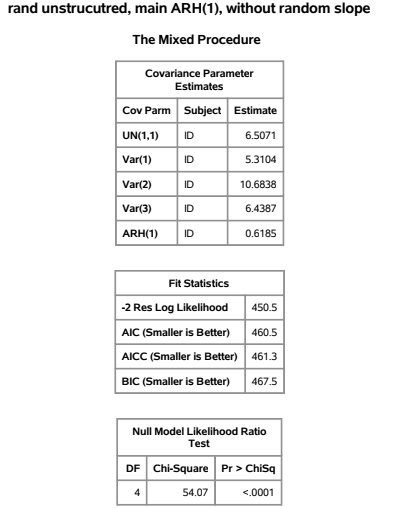 rand unstrucutred, main ARH(1), without random slope
The Mixed Procedure
Covariance Parameter
Estimates
Cov Parm Subject Estimate
UN(1,1) ID 6.5071
Var(1) ID 5.3104
Var(2) ID 10.6838
Var(3) ID 6.4387
ARH(1) ID 0.6185
Fit Statistics
-2 Res Log Likelihood 450.5
AIC (Smaller is Better) 460.5
AICC (Smaller is Better) 461.3
BIC (Smaller is Better) 467.5
Null Model Likelihood Ratio
Test
DF Chi-Square Pr > ChiSq
4 54.07 <.0001